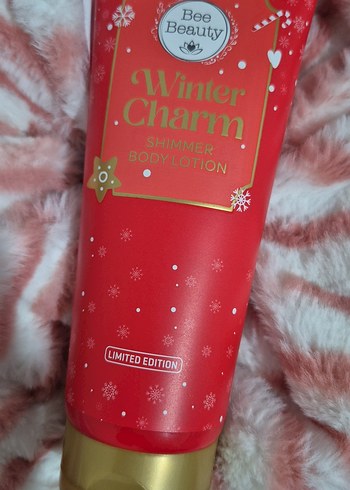 Bee
Beauty
Winter
Charm
SHIMMER
BODY LOTION
LIMITED EDITION